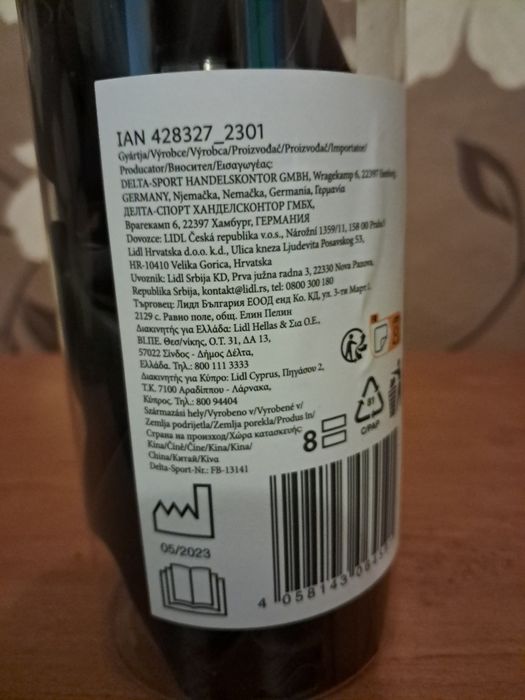 IAN 428327_2301
Gyártja/Výrobce/Výrobca/Proizvođač/Proizvođač/Importator/
Producator/Вносител/Εισαγωγέας:
DELTA-SPORT HANDELSKONTOR GMBH, Wragekamp 6, 22397 Hamburg,
GERMANY, Njemačka, Nemačka, Germania, Германия
ДЕЛТА-СПОРТ ХАНДЕЛСКОНТОР ГМБХ,
Врагекамп 6, 22397 Хамбург, ГЕРМАНИЯ
Dovozce: LIDL Česká republika v.o.s., Nárožní 1359/11, 158 00 Praha
Lidl Hrvatska d.o.o. k.d., Ulica kneza Ljudevita Posavskog 53,
HR-10410 Velika Gorica, Hrvatska
Uvoznik: Lidl Srbija KD, Prva južna radna 3, 22330 Nova Pazova,
Republika Srbija, kontakt@lidl.rs, tel: 0800 300 180
Търговец: Лидл България ЕООД енд Ко. КД, ул. 3-ти Март 1,
2129 с. Равно поле, общ. Елин Пелин
Διακινητής για Ελλάδα: Lidl Hellas & Σια Ο.Ε.,
ΒΙ.ΠΕ. Θεσ/νίκης, Ο.Τ. 31, ΔΑ 13,
57022 Σίνδος - Δήμος Δέλτα,
Ελλάδα. Τηλ.: 800 111 3333
Διακινητής για Κύπρο: Lidl Cyprus, Πηγάσου 2,
Τ.Κ. 7100 Αραδίππου - Λάρνακα,
Κύπρος. Τηλ.: 800 94404
Származási hely/Vyrobeno v/Vyrobené v/
Zemlja podrijetla/Zemlja porekla/Produs în/
Страна на произход/Χώρα κατασκευής:
Kína/Čína/Čína/Kina/Kina/
China/Китай/Κίνα
Delta-Sport-Nr.: FB-13141
8
81
C/PAP
05/2023
4 058143